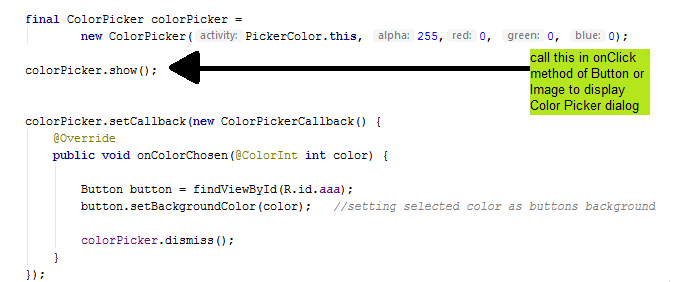 final ColorPicker colorPicker =
new ColorPicker( activity: PickerColor.this, alpha: 255, red: 0, green: 0, blue: 0);
colorPicker.show();
call this in onClick
method of Button or
Image to display
Color Picker dialog
colorPicker.setCallback(new ColorPickerCallback() {
@Override
public void onColorChosen(@ColorInt int color) {
Button button = findViewById(R.id.aaa);
button.setBackgroundColor(color); //setting selected color as buttons background
colorPicker.dismiss();
}
});